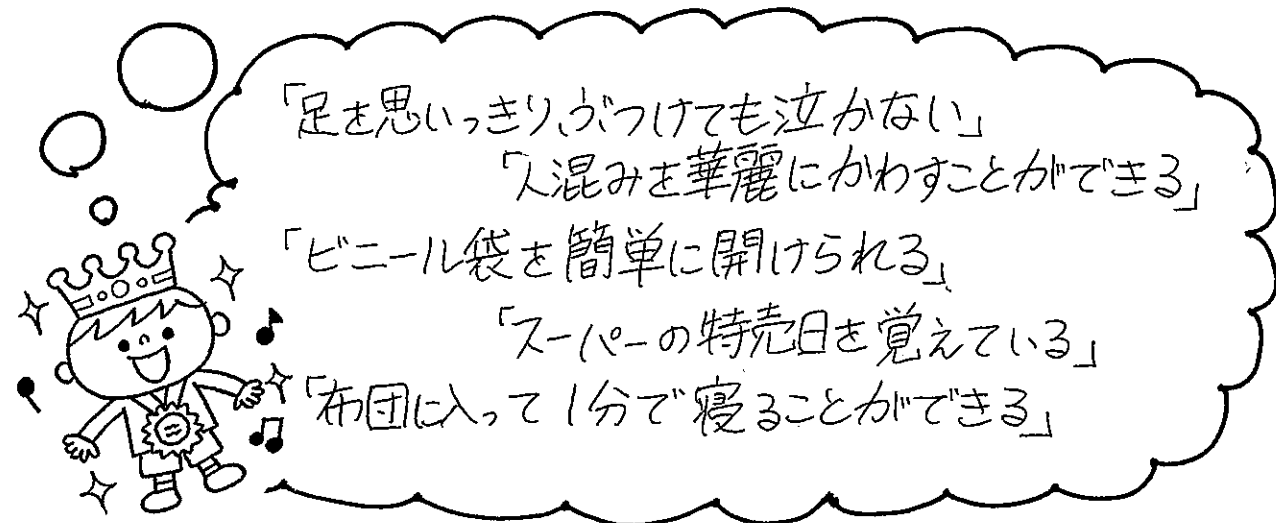 「足を思いっきりぶつけても泣かない」
「人混みを華麗にかわすことができる」
「ビニール袋を簡単に開けられる」
「スーパーの特売日を覚えている」
「布団に入って1分で寝ることができる」